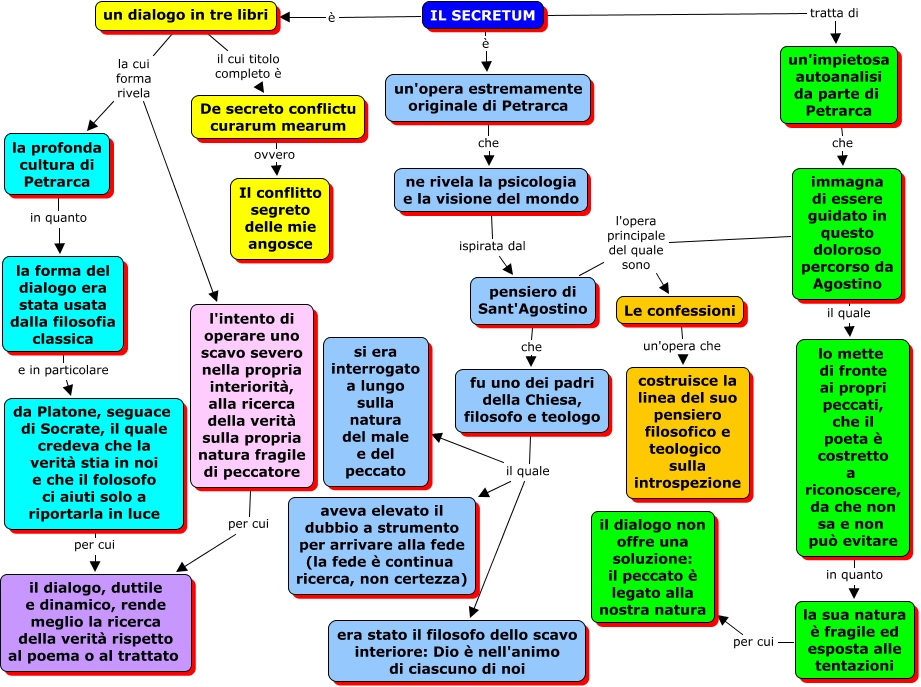 un dialogo in tre libri
è
IL SECRETUM
tratta di
la cui
forma
rivela
il cui titolo
completo è
è
un'impietosa
autoanalisi
da parte di
Petrarca
De secreto conflictu
curarum mearum
un'opera estremamente
originale di Petrarca
la profonda
cultura di
Petrarca
ovvero
che
che
Il conflitto
segreto
delle mie
angosce
ne rivela la psicologia
e la visione del mondo
immagna
di essere
guidato in
questo
doloroso
percorso da
Agostino
in quanto
ispirata dal
l'opera
principale
del quale
sono
la forma del
dialogo era
stata usata
dalla filosofia
classica
pensiero di
Sant'Agostino
Le confessioni
il quale
l'intento di
operare uno
scavo severo
nella propria
interiorità,
alla ricerca
della verità
sulla propria
natura fragile
di peccatore
si era
interrogato
a lungo
sulla
natura
del male
e del
peccato
che
un'opera che
lo mette
di fronte
ai propri
peccati,
che il
poeta è
costretto
a
riconoscere,
da che non
sa e non
può evitare
e in particolare
fu uno dei padri
della Chiesa,
filosofo e teologo
costruisce la
linea del suo
pensiero
filosofico e
teologico
sulla
introspezione
da Platone, seguace
di Socrate, il quale
credeva che la
verità stia in noi
e che il folosofo
ci aiuti solo a
riportarla in luce
il quale
per cui
per cui
aveva elevato il
dubbio a strumento
per arrivare alla fede
(la fede è continua
ricerca, non certezza)
il dialogo non
offre una
soluzione:
il peccato è
legato alla
nostra natura
in quanto
il dialogo, duttile
e dinamico, rende
meglio la ricerca
della verità rispetto
al poema o al trattato
era stato il filosofo dello scavo
interiore: Dio è nell'animo
di ciascuno di noi
per cui
la sua natura
è fragile ed
esposta alle
tentazioni